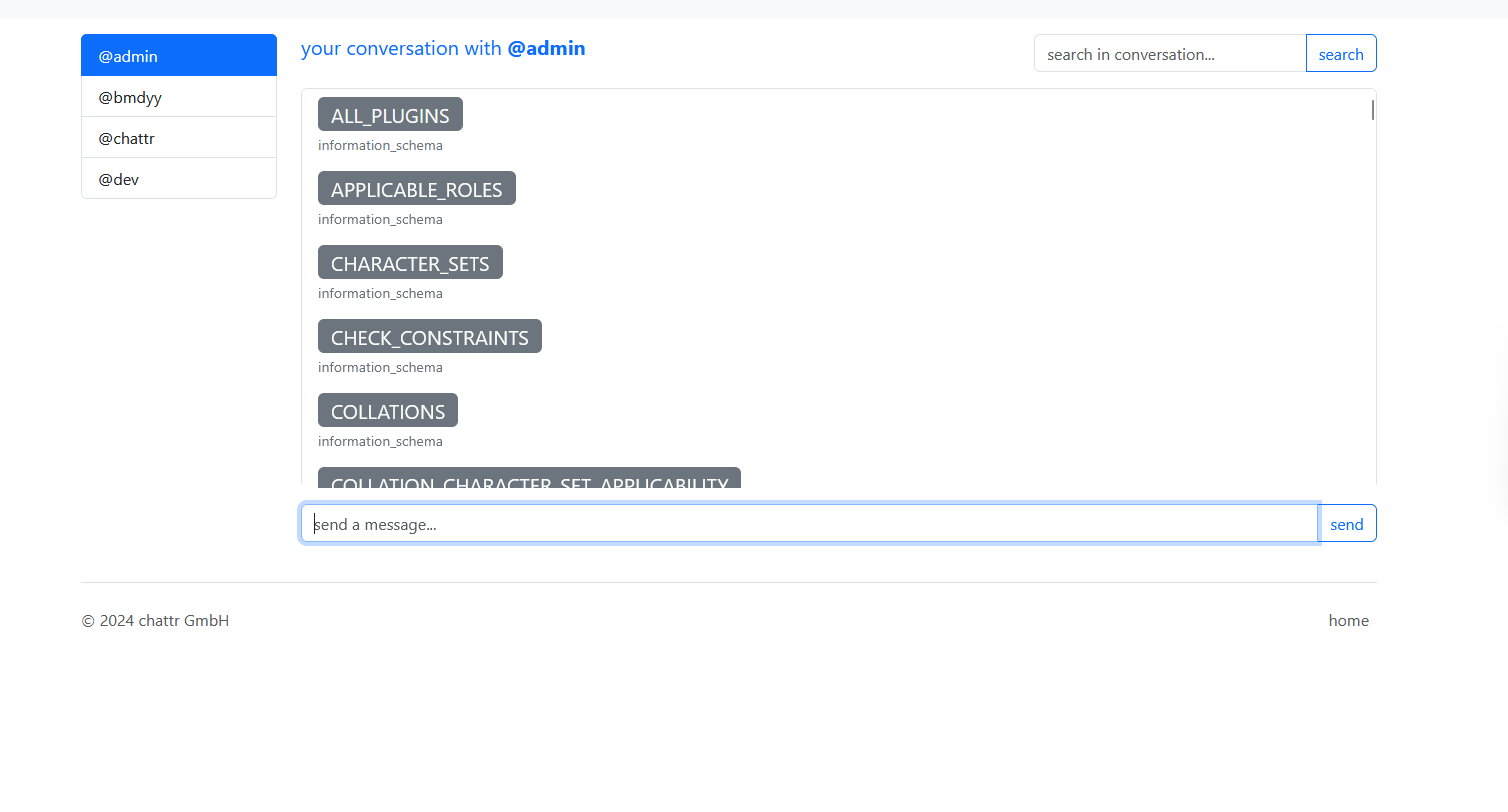 @admin
@bmdyy
@chattr
@dev
your conversation with @admin
search in conversation...
search
ALL_PLUGINS
information_schema
APPLICABLE_ROLES
information_schema
CHARACTER_SETS
information_schema
CHECK_CONSTRAINTS
information_schema
COLLATIONS
information_schema
COLLATION_CHARACTER_SET_APPLICABILITY
send a message...
send
© 2024 chattr GmbH
home